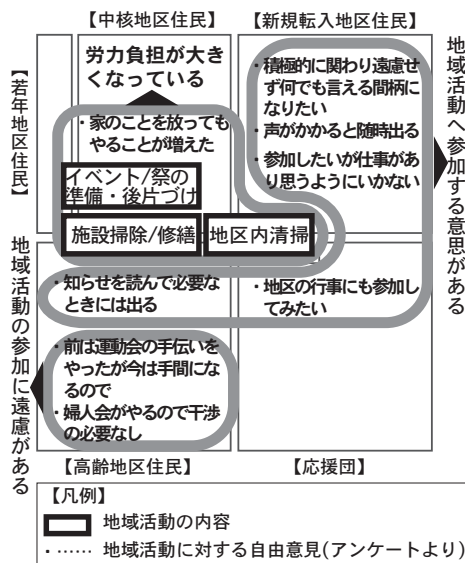 【中核地区住民】
【新規転入地区住民】
【若年地区住民】
労力負担が大き
くなっている
・家のことを放っても
やることが増えた
イベント/祭の
準備・後片づけ
施設掃除/修繕
地区内清掃
・積極的に関わり遠慮せ
ず何でも言える間柄に
なりたい
・声がかかると随時出る
・参加したいが仕事があ
り思うようにいかない
地域活動へ参加する意思がある
・知らせを読んで必要な
ときには出る
・地区の行事にも参加し
てみたい
・前は運動会の手伝いを
やったが今は手間にな
るので
・婦人会がやるので干渉
の必要なし
地域活動の参加に遠慮がある
【高齢地区住民】
【応援団】
【凡例】
地域活動の内容
・…… 地域活動に対する自由意見(アンケートより)